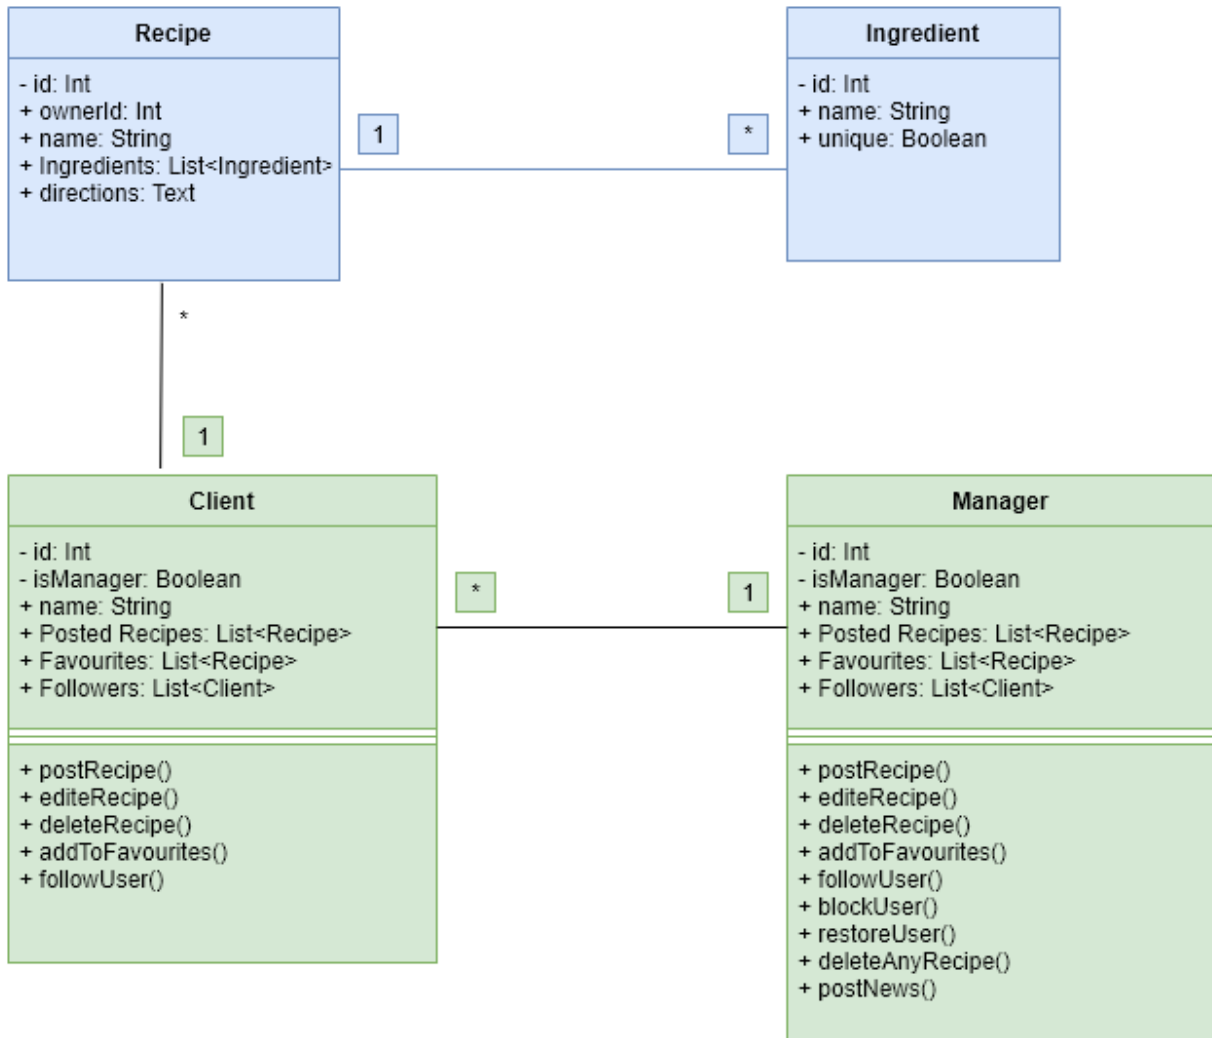 Recipe
- id: Int
+ ownerId: Int
+ name: String
+ Ingredients: List<Ingredient>
+ directions: Text
1
*
Ingredient
- id: Int
+ name: String
+ unique: Boolean
*
1
Client
- id: Int
- isManager: Boolean
+ name: String
+ Posted Recipes: List<Recipe>
+ Favourites: List<Recipe>
+ Followers: List<Client>
+ postRecipe()
+ editeRecipe()
+ deleteRecipe()
+ addToFavourites()
+ followUser()
*
1
Manager
- id: Int
- isManager: Boolean
+ name: String
+ Posted Recipes: List<Recipe>
+ Favourites: List<Recipe>
+ Followers: List<Client>
+ postRecipe()
+ editeRecipe()
+ deleteRecipe()
+ addToFavourites()
+ followUser()
+ blockUser()
+ restoreUser()
+ deleteAnyRecipe()
+ postNews()